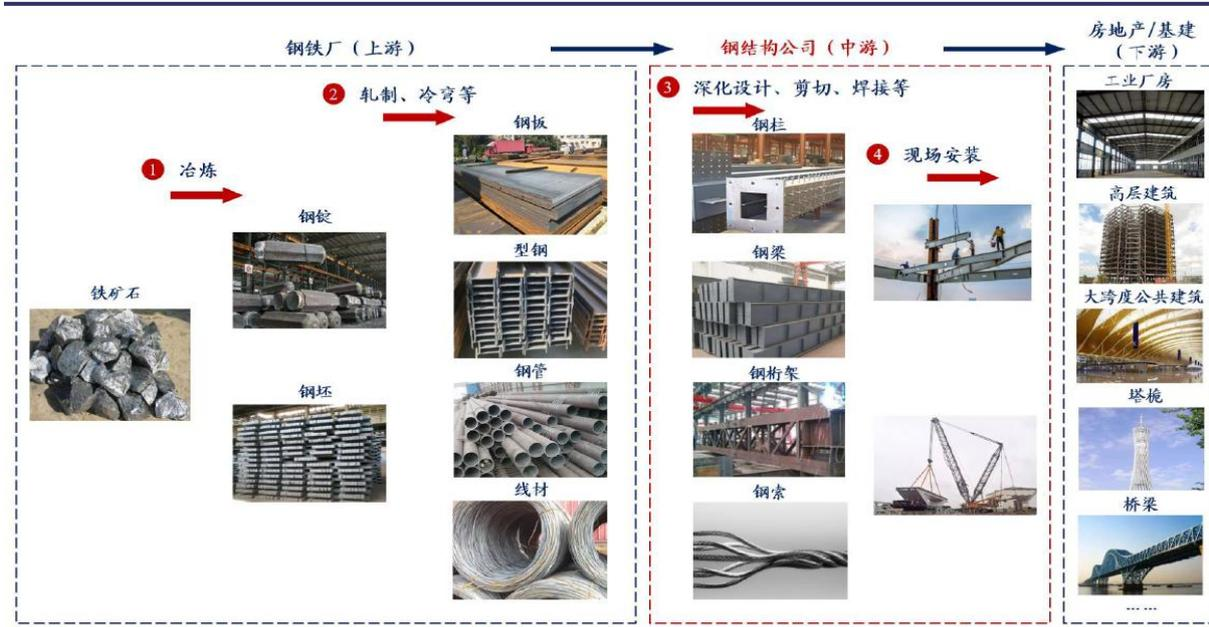 钢铁厂（上游）
钢结构公司（中游）
房地产/基建
（下游）
① 冶炼
② 轧制、冷弯等
③ 深化设计、剪切、焊接等
④ 现场安装
铁矿石
钢锭
钢坯
钢板
型钢
钢管
线材
钢柱
钢梁
钢桁架
钢索
工业厂房
高层建筑
大跨度公共建筑
塔桅
桥梁
……